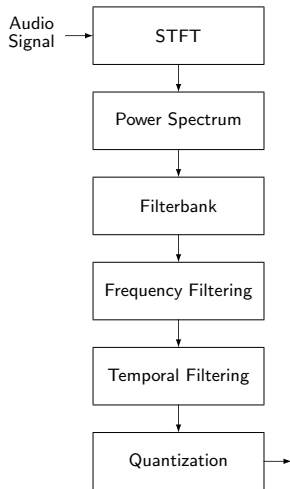 Audio
Signal
STFT
Power Spectrum
Filterbank
Frequency Filtering
Temporal Filtering
Quantization